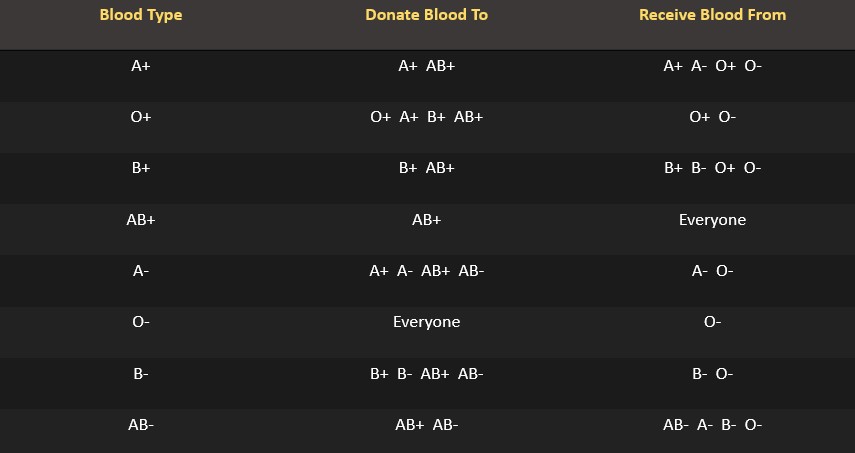 Blood Type Donate Blood To Receive Blood From
A+ A+ AB+ A+ A- O+ O-
O+ O+ A+ B+ AB+ O+ O-
B+ B+ AB+ B+ B- O+ O-
AB+ AB+ Everyone
A- A+ A- AB+ AB- A- O-
O- Everyone O-
B- B+ B- AB+ AB- B- O-
AB- AB+ AB- AB- A- B- O-